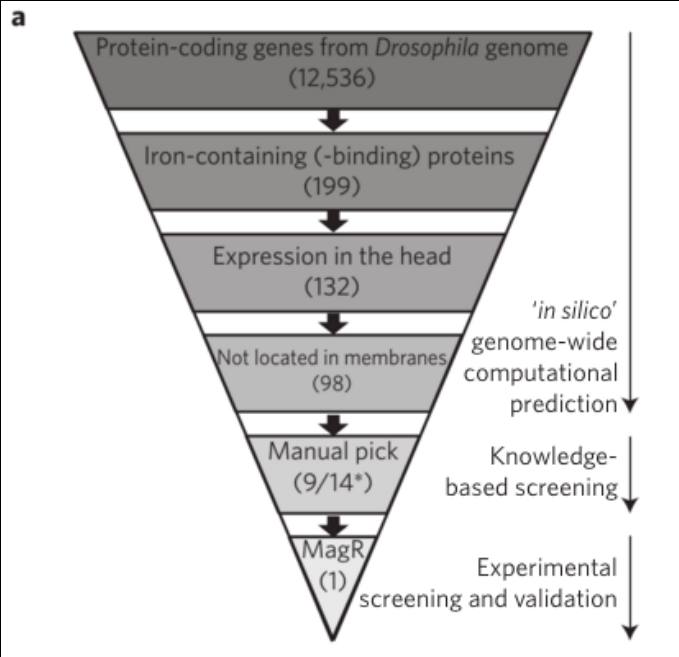 a
Protein-coding genes from Drosophila genome
(12,536)
Iron-containing (-binding) proteins
(199)
Expression in the head
(132)
Not located in membranes
(98)
Manual pick
(9/14*)
MagR
(1)
‘in silico’
genome-wide
computational
prediction
Knowledge-
based screening
Experimental
screening and validation